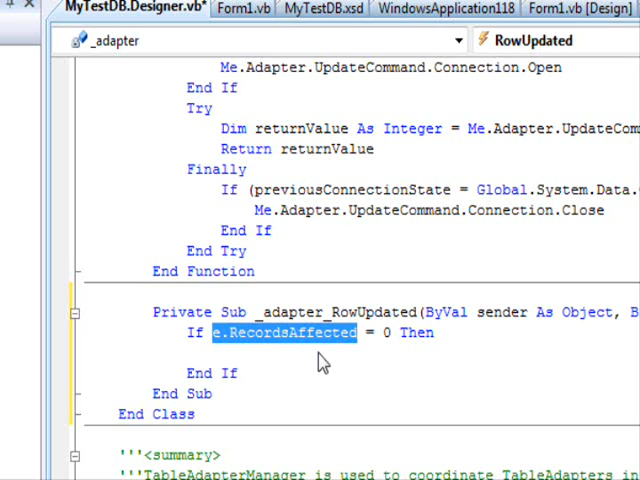 MyTestDB.Designer.vb* Form1.vb MyTestDB.xsd WindowsApplication118 Form1.vb [Design]
_adapter RowUpdated
Me.Adapter.UpdateCommand.Connection.Open
End If
Try
Dim returnValue As Integer = Me.Adapter.UpdateCom
Return returnValue
Finally
If (previousConnectionState = Global.System.Data.
Me.Adapter.UpdateCommand.Connection.Close
End If
End Try
End Function
Private Sub _adapter_RowUpdated(ByVal sender As Object, B
If e.RecordsAffected = 0 Then
End If
End Sub
End Class
'''<summary>
'''TableAdapterManager is used to coordinate TableAdapters in